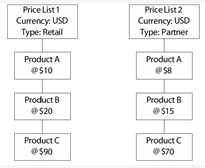 Price List 1
Currency: USD
Type: Retail
Product A
@ $10
Product B
@ $20
Product C
@ $90
Price List 2
Currency: USD
Type: Partner
Product A
@ $8
Product B
@ $15
Product C
@ $70